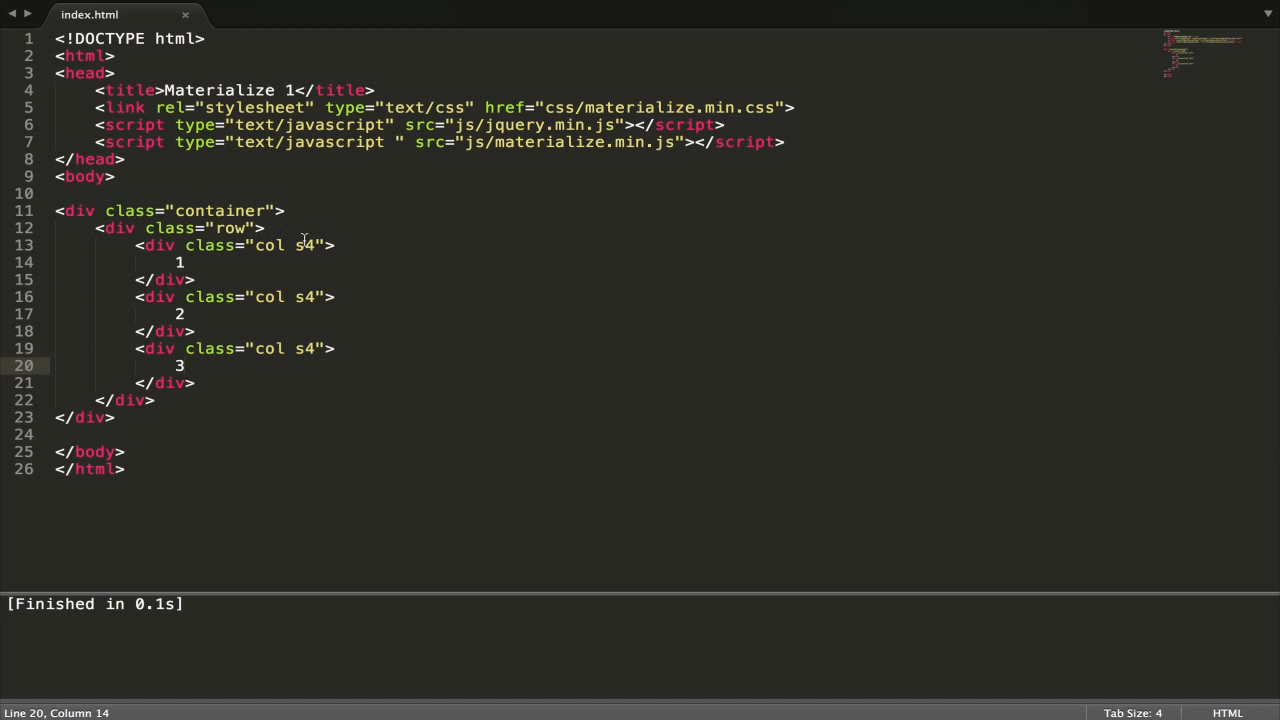 index.html
1 <!DOCTYPE html>
2 <html>
3 <head>
4     <title>Materialize 1</title>
5     <link rel="stylesheet" type="text/css" href="css/materialize.min.css">
6     <script type="text/javascript" src="js/jquery.min.js"></script>
7     <script type="text/javascript " src="js/materialize.min.js"></script>
8 </head>
9 <body>
10
11 <div class="container">
12     <div class="row">
13         <div class="col s4">
14             1
15         </div>
16         <div class="col s4">
17             2
18         </div>
19         <div class="col s4">
20             3
21         </div>
22     </div>
23 </div>
24
25 </body>
26 </html>
[Finished in 0.1s]
Line 20, Column 14 Tab Size: 4 HTML